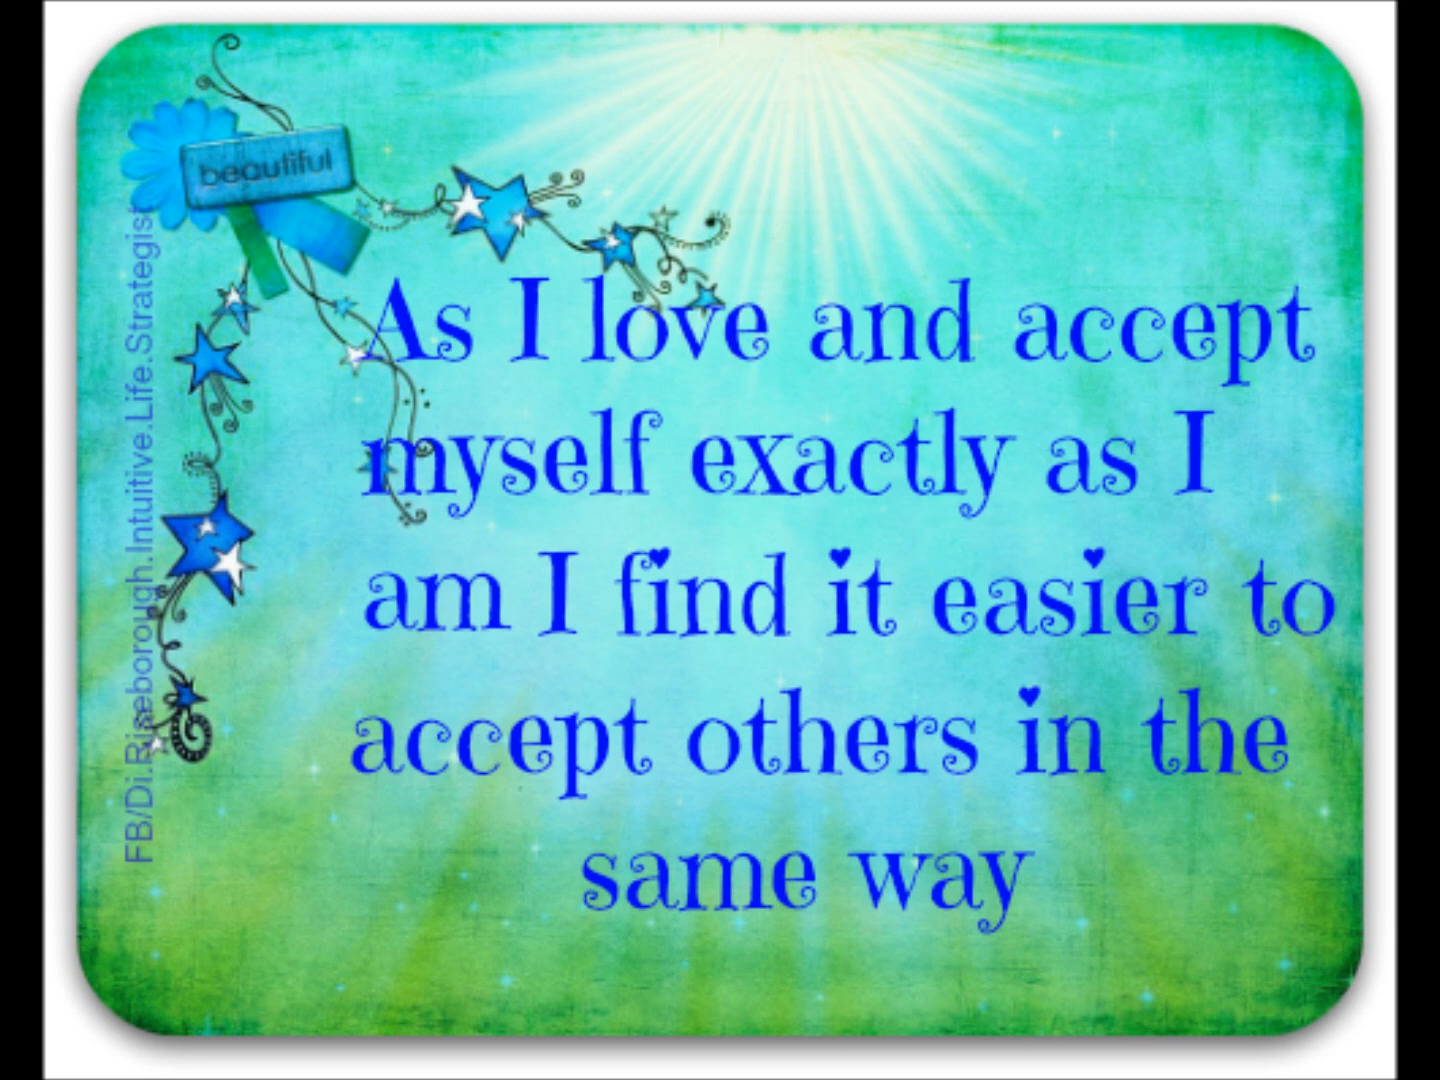 beautiful
As I love and accept
myself exactly as I
am I find it easier to
accept others in the
same way
FB/Di.Riseborough.Intuitive.Life.Strategist